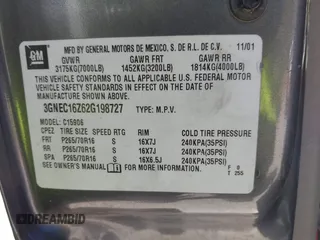 GM
MFD BY GENERAL MOTORS DE MEXICO, S. DE R.L. DE C.V. 11/01
GVWR GAWR FRT GAWR RR
3175KG(7000LB) 1452KG(3200LB) 1814KG(4000LB)
THIS VEHICLE CONFORMS TO ALL APPLICABLE U.S. FEDERAL MOTOR
VEHICLE SAFETY STANDARDS IN EFFECT ON THE DATE OF
MANUFACTURE SHOWN ABOVE.
3GNEC16Z62G198727 TYPE: M.P.V.
C15906
TIRE SIZE SPEED RTG RIM COLD TIRE PRESSURE
FRT P265/70R16 S 16X7J 240KPA(35PSI)
RR P265/70R16 S 16X7J 240KPA(35PSI)
SPA P265/70R16 S 16X6.5J 240KPA(35PSI)
SEE OWNER'S MANUAL FOR ADDITIONAL INFORMATION.
DREAMBID